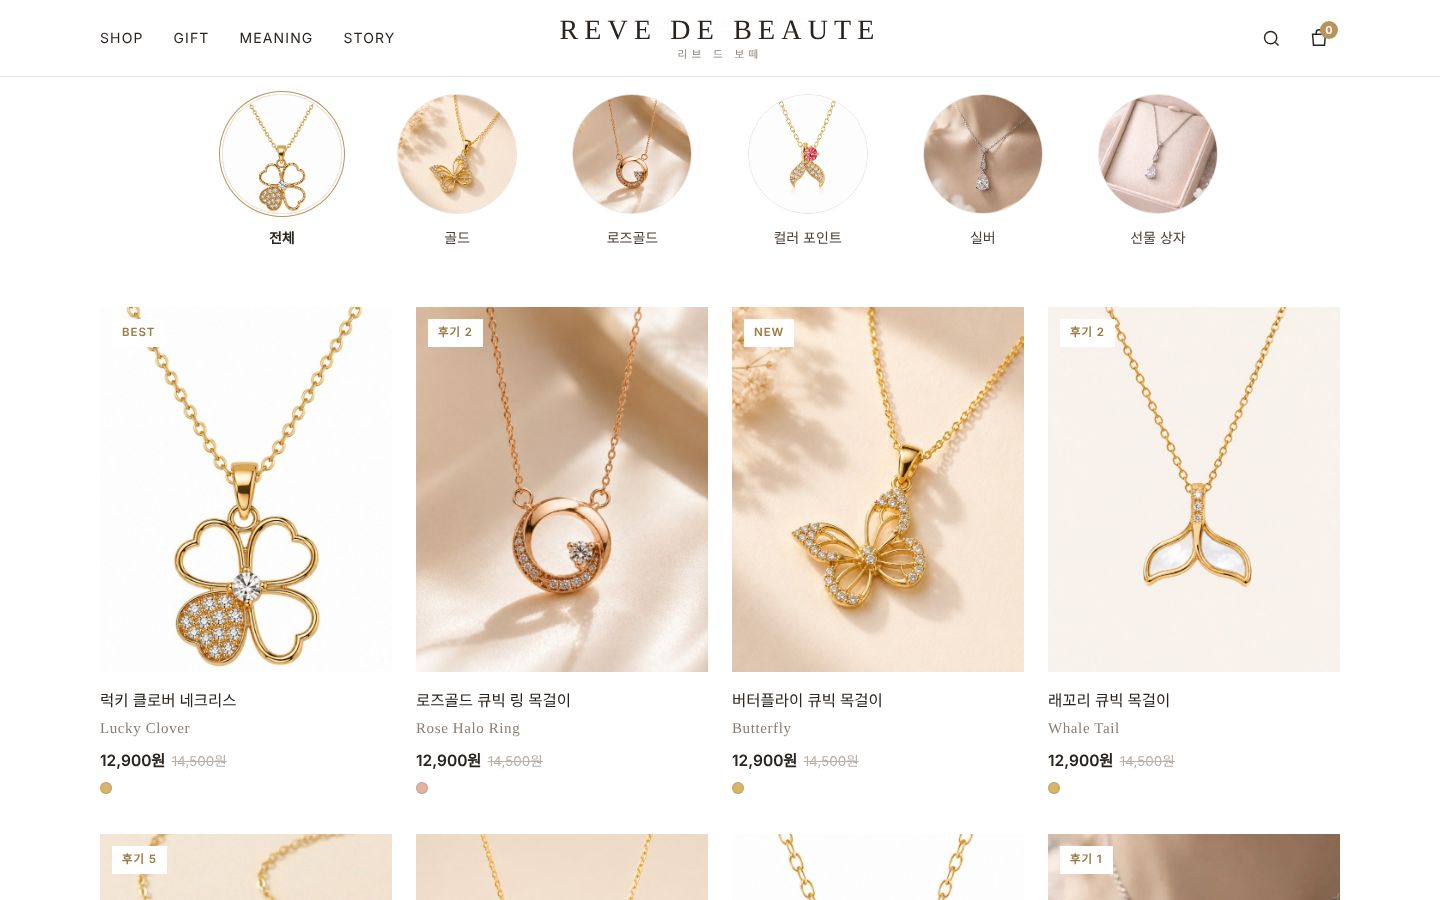 SHOP GIFT MEANING STORY
REVE DE BEAUTE
리브 드 보떼
0
전체 골드 로즈골드 컬러 포인트 실버 선물 상자
BEST
후기 2
NEW
후기 2
럭키 클로버 네크리스
Lucky Clover
12,900원 14,500원
로즈골드 큐빅 링 목걸이
Rose Halo Ring
12,900원 14,500원
버터플라이 큐빅 목걸이
Butterfly
12,900원 14,500원
래꼬리 큐빅 목걸이
Whale Tail
12,900원 14,500원
후기 5
후기 1